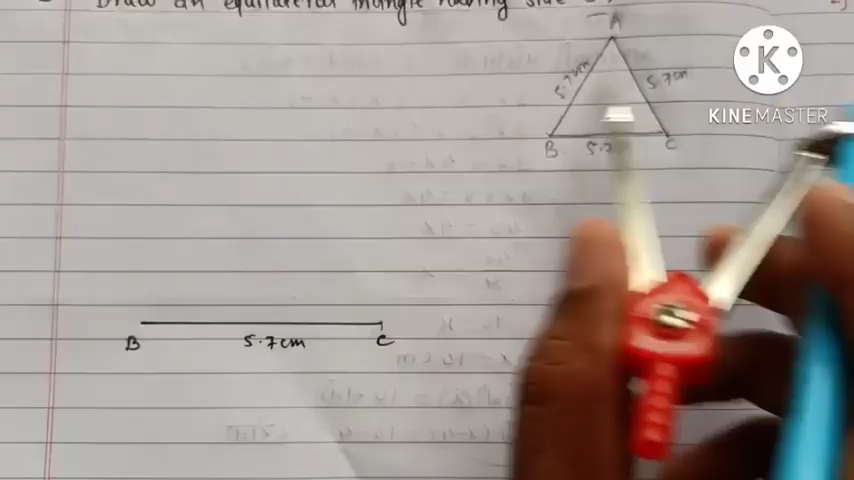 Draw an equilateral triangle having side
A
5.7cm 5.7cm
B C
B 5.7cm C
K
KINEMASTER